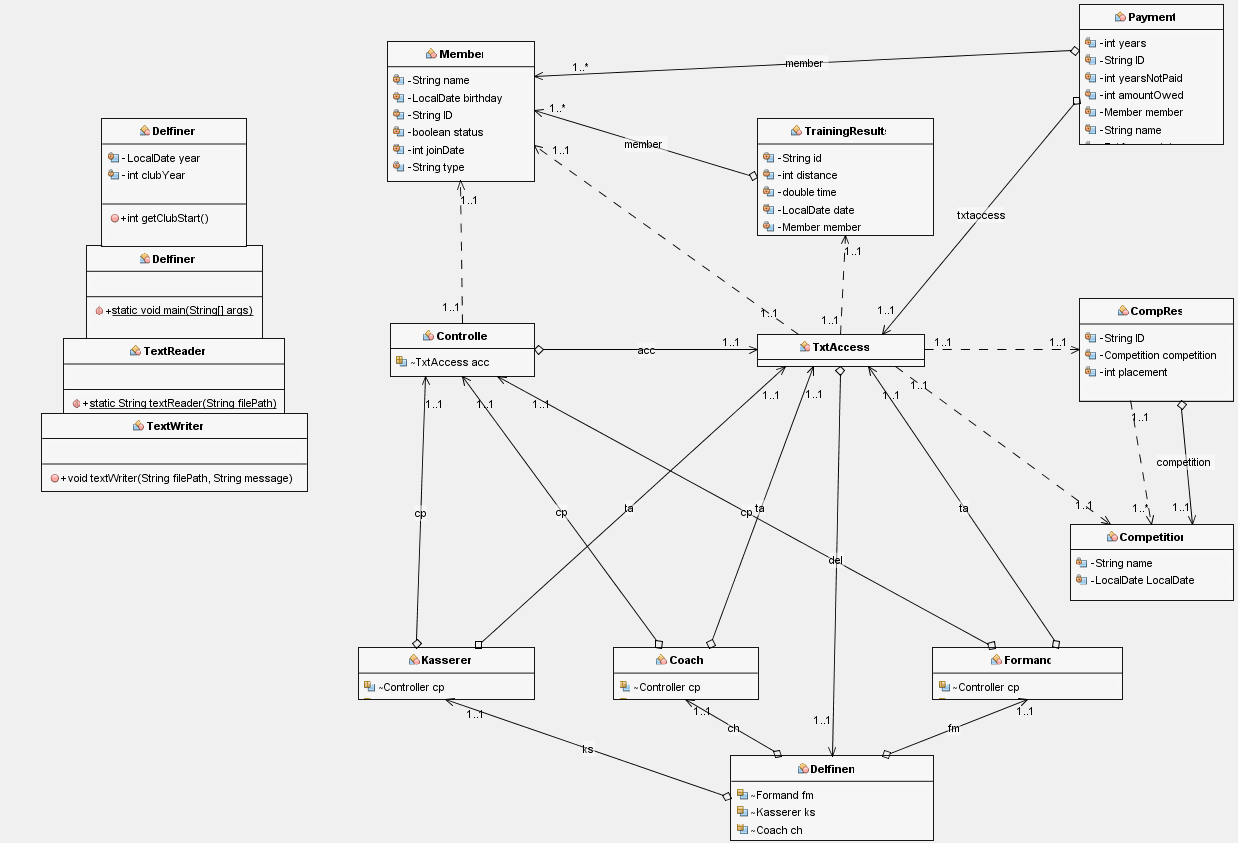 Payment
-int years
-String ID
-int yearsNotPaid
-int amountOwed
-Member member
-String name
Membe
-String name
-LocalDate birthday
-String ID
-boolean status
-int joinDate
-String type
1..*
member
1..*
member
1..1
TrainingResult
-String id
-int distance
-double time
-LocalDate date
-Member member
Delfiner
-LocalDate year
-int clubYear
+int getClubStart()
Delfiner
+static void main(String[] args)
TextReader
+static String textReader(String filePath)
TextWriter
+void textWriter(String filePath, String message)
1..1
1..1
txtaccess
1..1
1..1
1..1
1..1
1..1
Controlle
~TxtAccess acc
acc
1..1
TxtAccess
1..1
1..1
CompRes
-String ID
-Competition competition
-int placement
1..1
1..1
1..1
1..1
1..1
1..1
1..1
1..1
competition
1..1
1..*
1..1
Competition
-String name
-LocalDate LocalDate
cp
cp
ta
cp
ta
ta
del
Kasserer
~Controller cp
Coach
~Controller cp
Formand
~Controller cp
1..1
1..1
1..1
1..1
ks
ch
fm
Delfinen
~Formand fm
~Kasserer ks
~Coach ch